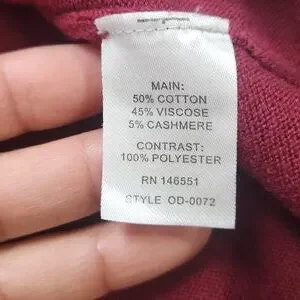 MAIN:
50% COTTON
45% VISCOSE
5% CASHMERE
CONTRAST:
100% POLYESTER
RN 146551
STYLE OD-0072